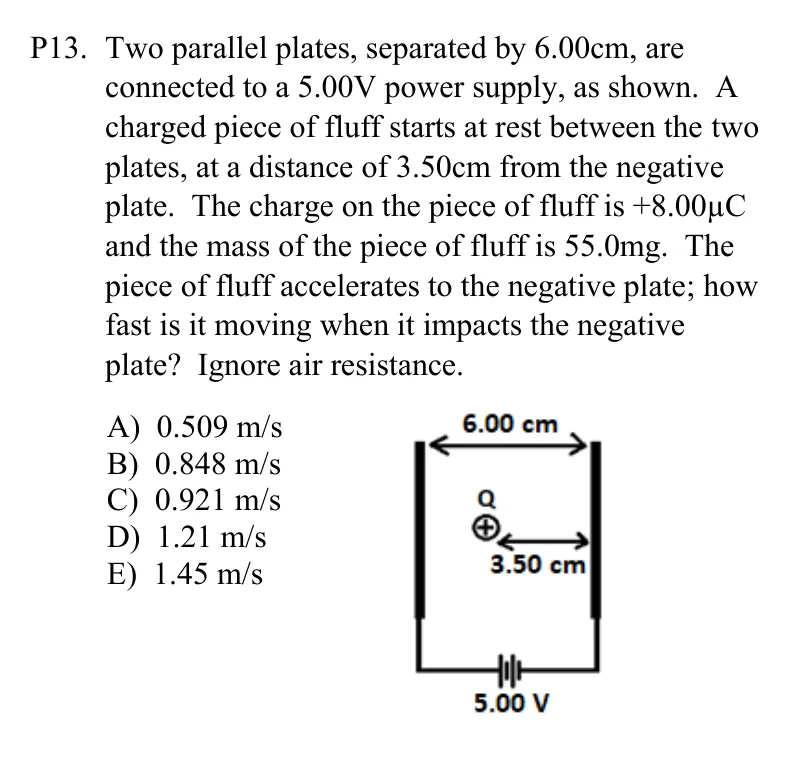 P13. Two parallel plates, separated by 6.00cm, are
connected to a 5.00V power supply, as shown. A
charged piece of fluff starts at rest between the two
plates, at a distance of 3.50cm from the negative
plate. The charge on the piece of fluff is +8.00µC
and the mass of the piece of fluff is 55.0mg. The
piece of fluff accelerates to the negative plate; how
fast is it moving when it impacts the negative
plate? Ignore air resistance.
A) 0.509 m/s
B) 0.848 m/s
C) 0.921 m/s
D) 1.21 m/s
E) 1.45 m/s
6.00 cm
Q
+
3.50 cm
5.00 V